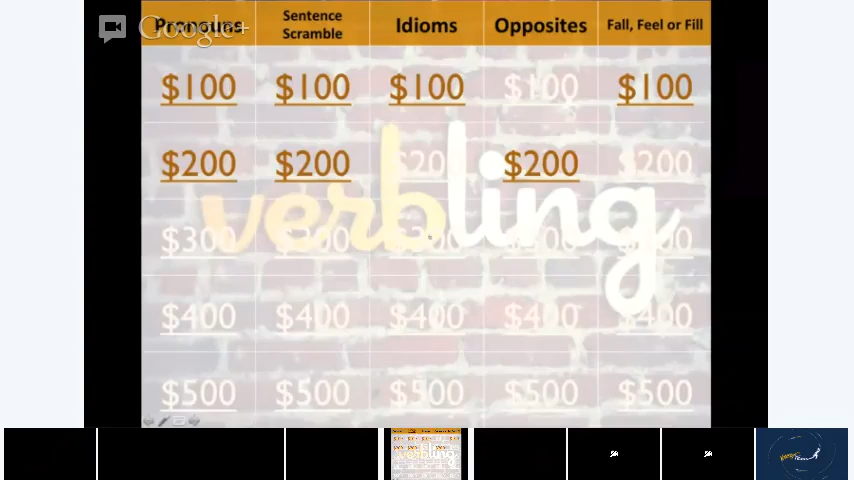 Google+
Pronouns
Sentence
Scramble
Idioms
Opposites
Fall, Feel or Fill
$100 $100 $100 $100 $100
$200 $200 $200 $200 $200
verbling
$300 $300 $300 $300 $300
$400 $400 $400 $400 $400
$500 $500 $500 $500 $500